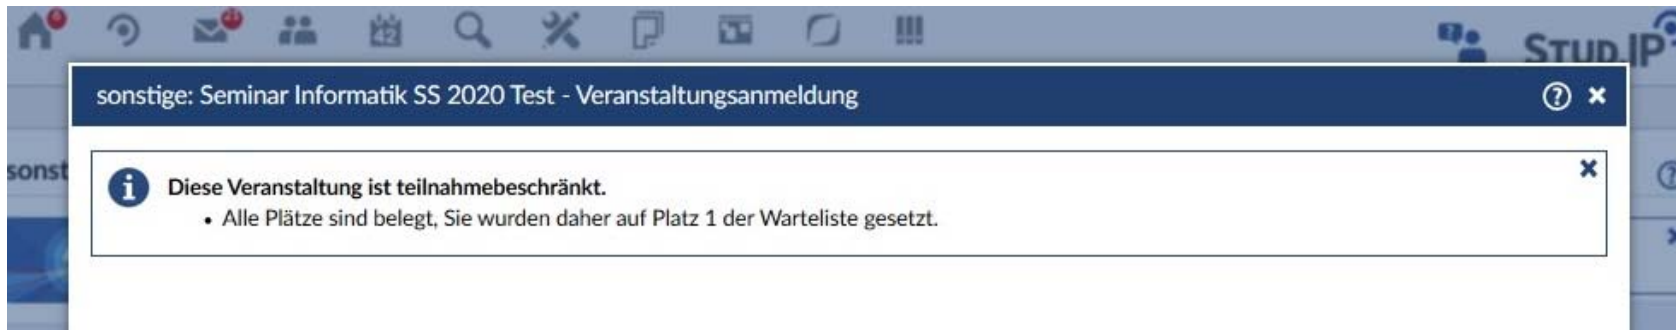 STUD.IP
sonstige: Seminar Informatik SS 2020 Test - Veranstaltungsanmeldung
sonst
Diese Veranstaltung ist teilnahmebeschränkt.
• Alle Plätze sind belegt, Sie wurden daher auf Platz 1 der Warteliste gesetzt.